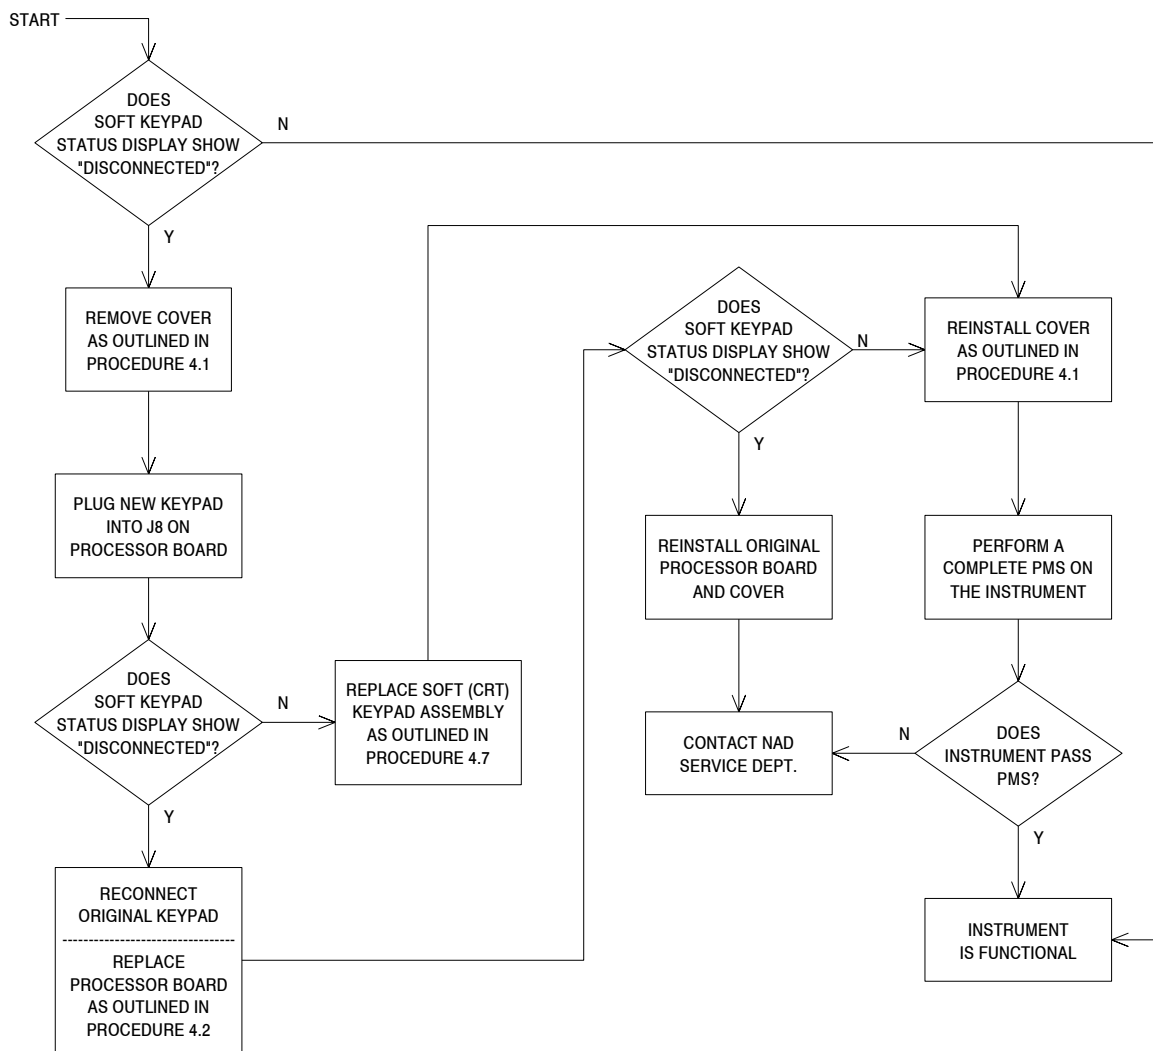 START
DOES
SOFT KEYPAD
STATUS DISPLAY SHOW
"DISCONNECTED"?
N
Y
REMOVE COVER
AS OUTLINED IN
PROCEDURE 4.1
PLUG NEW KEYPAD
INTO J8 ON
PROCESSOR BOARD
DOES
SOFT KEYPAD
STATUS DISPLAY SHOW
"DISCONNECTED"?
N
Y
REPLACE SOFT (CRT)
KEYPAD ASSEMBLY
AS OUTLINED IN
PROCEDURE 4.7
RECONNECT
ORIGINAL KEYPAD
REPLACE
PROCESSOR BOARD
AS OUTLINED IN
PROCEDURE 4.2
DOES
SOFT KEYPAD
STATUS DISPLAY SHOW
"DISCONNECTED"?
N
Y
REINSTALL ORIGINAL
PROCESSOR BOARD
AND COVER
CONTACT NAD
SERVICE DEPT.
REINSTALL COVER
AS OUTLINED IN
PROCEDURE 4.1
PERFORM A
COMPLETE PMS ON
THE INSTRUMENT
DOES
INSTRUMENT PASS
PMS?
N
Y
INSTRUMENT
IS FUNCTIONAL